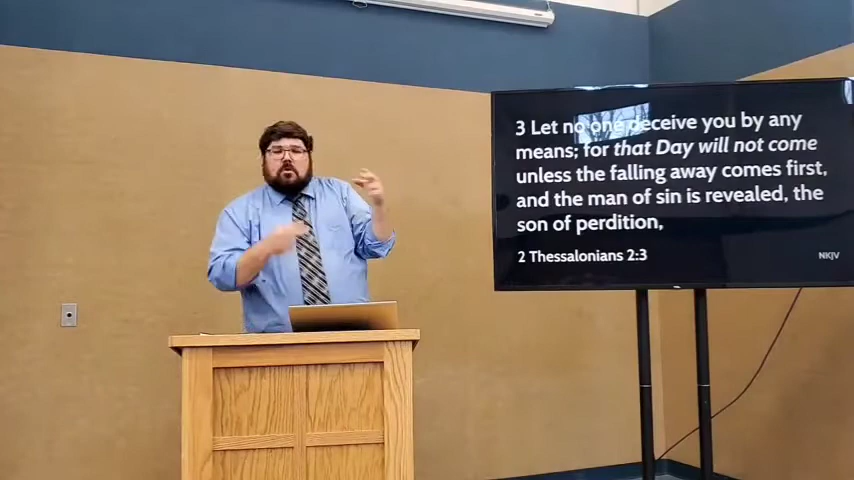 3 Let no one deceive you by any
means; for that Day will not come
unless the falling away comes first,
and the man of sin is revealed, the
son of perdition,
2 Thessalonians 2:3
NKJV